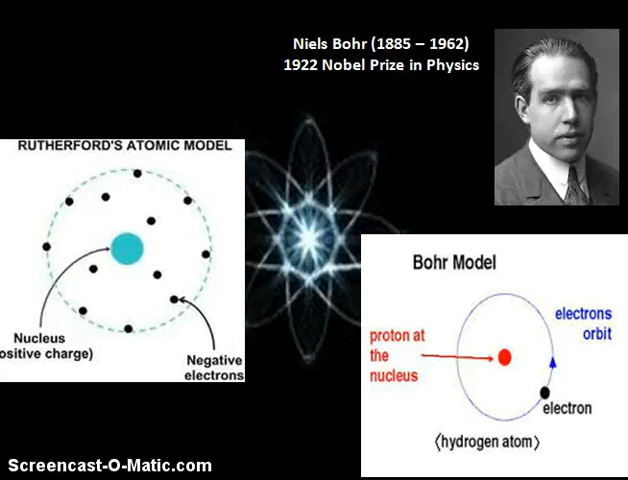 Niels Bohr (1885 – 1962)
1922 Nobel Prize in Physics
RUTHERFORD'S ATOMIC MODEL
Nucleus
ositive charge)
Negative
electrons
Bohr Model
electrons
orbit
proton at
the
nucleus
electron
(hydrogen atom)
Screencast-O-Matic.com